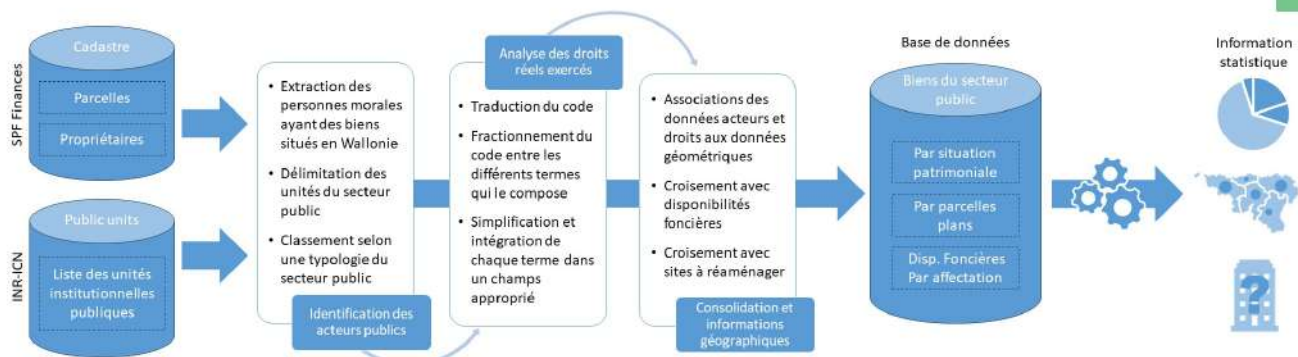 SPF Finances
Cadastre
Parcelles
Propriétaires
INR-ICN
Public units
Liste des unités
institutionnelles
publiques
• Extraction des
personnes morales
ayant des biens
situés en Wallonie
• Délimitation des
unités du secteur
public
• Classement selon
une typologie du
secteur public
Identification des
acteurs publics
Analyse des droits
réels exercés
• Traduction du code
• Fractionnement du
code entre les
différents termes
qui le compose
• Simplification et
intégration de
chaque terme dans
un champs
approprié
• Associations des
données acteurs et
droits aux données
géométriques
• Croisement avec
disponibilités
foncières
• Croisement avec
sites à réaménager
Consolidation et
informations
géographiques
Base de données
Biens du secteur
public
Par situation
patrimoniale
Par parcelles
plans
Disp. Foncières
Par affectation
Information
statistique
?